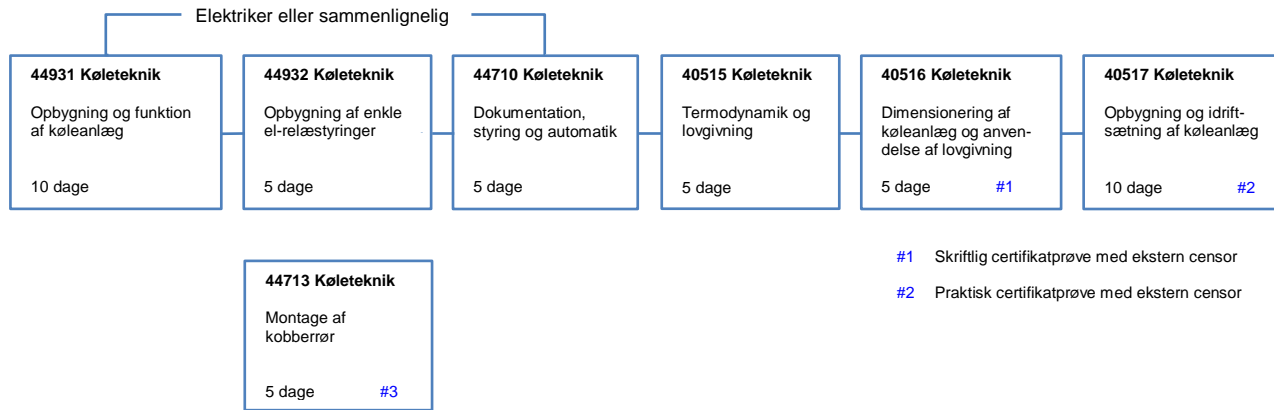 Elektriker eller sammenlignelig
44931 Køleteknik
Opbygning og funktion
af køleanlæg
10 dage
44932 Køleteknik
Opbygning af enkle
el-relæstyringer
5 dage
44710 Køleteknik
Dokumentation,
styring og automatik
5 dage
40515 Køleteknik
Termodynamik og
lovgivning
5 dage
40516 Køleteknik
Dimensionering af
køleanlæg og anven-
delse af lovgivning
5 dage #1
40517 Køleteknik
Opbygning og idrift-
sætning af køleanlæg
10 dage #2
44713 Køleteknik
Montage af
kobberrør
5 dage #3
#1 Skriftlig certifikatprøve med ekstern censor
#2 Praktisk certifikatprøve med ekstern censor